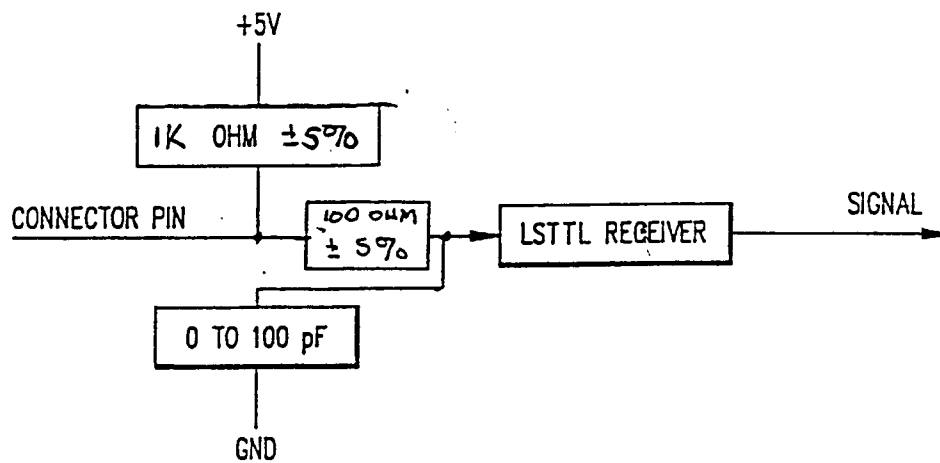 +5V
1K OHM ±5%
CONNECTOR PIN
100 OHM
± 5%
LSTTL RECEIVER
SIGNAL
0 TO 100 pF
GND